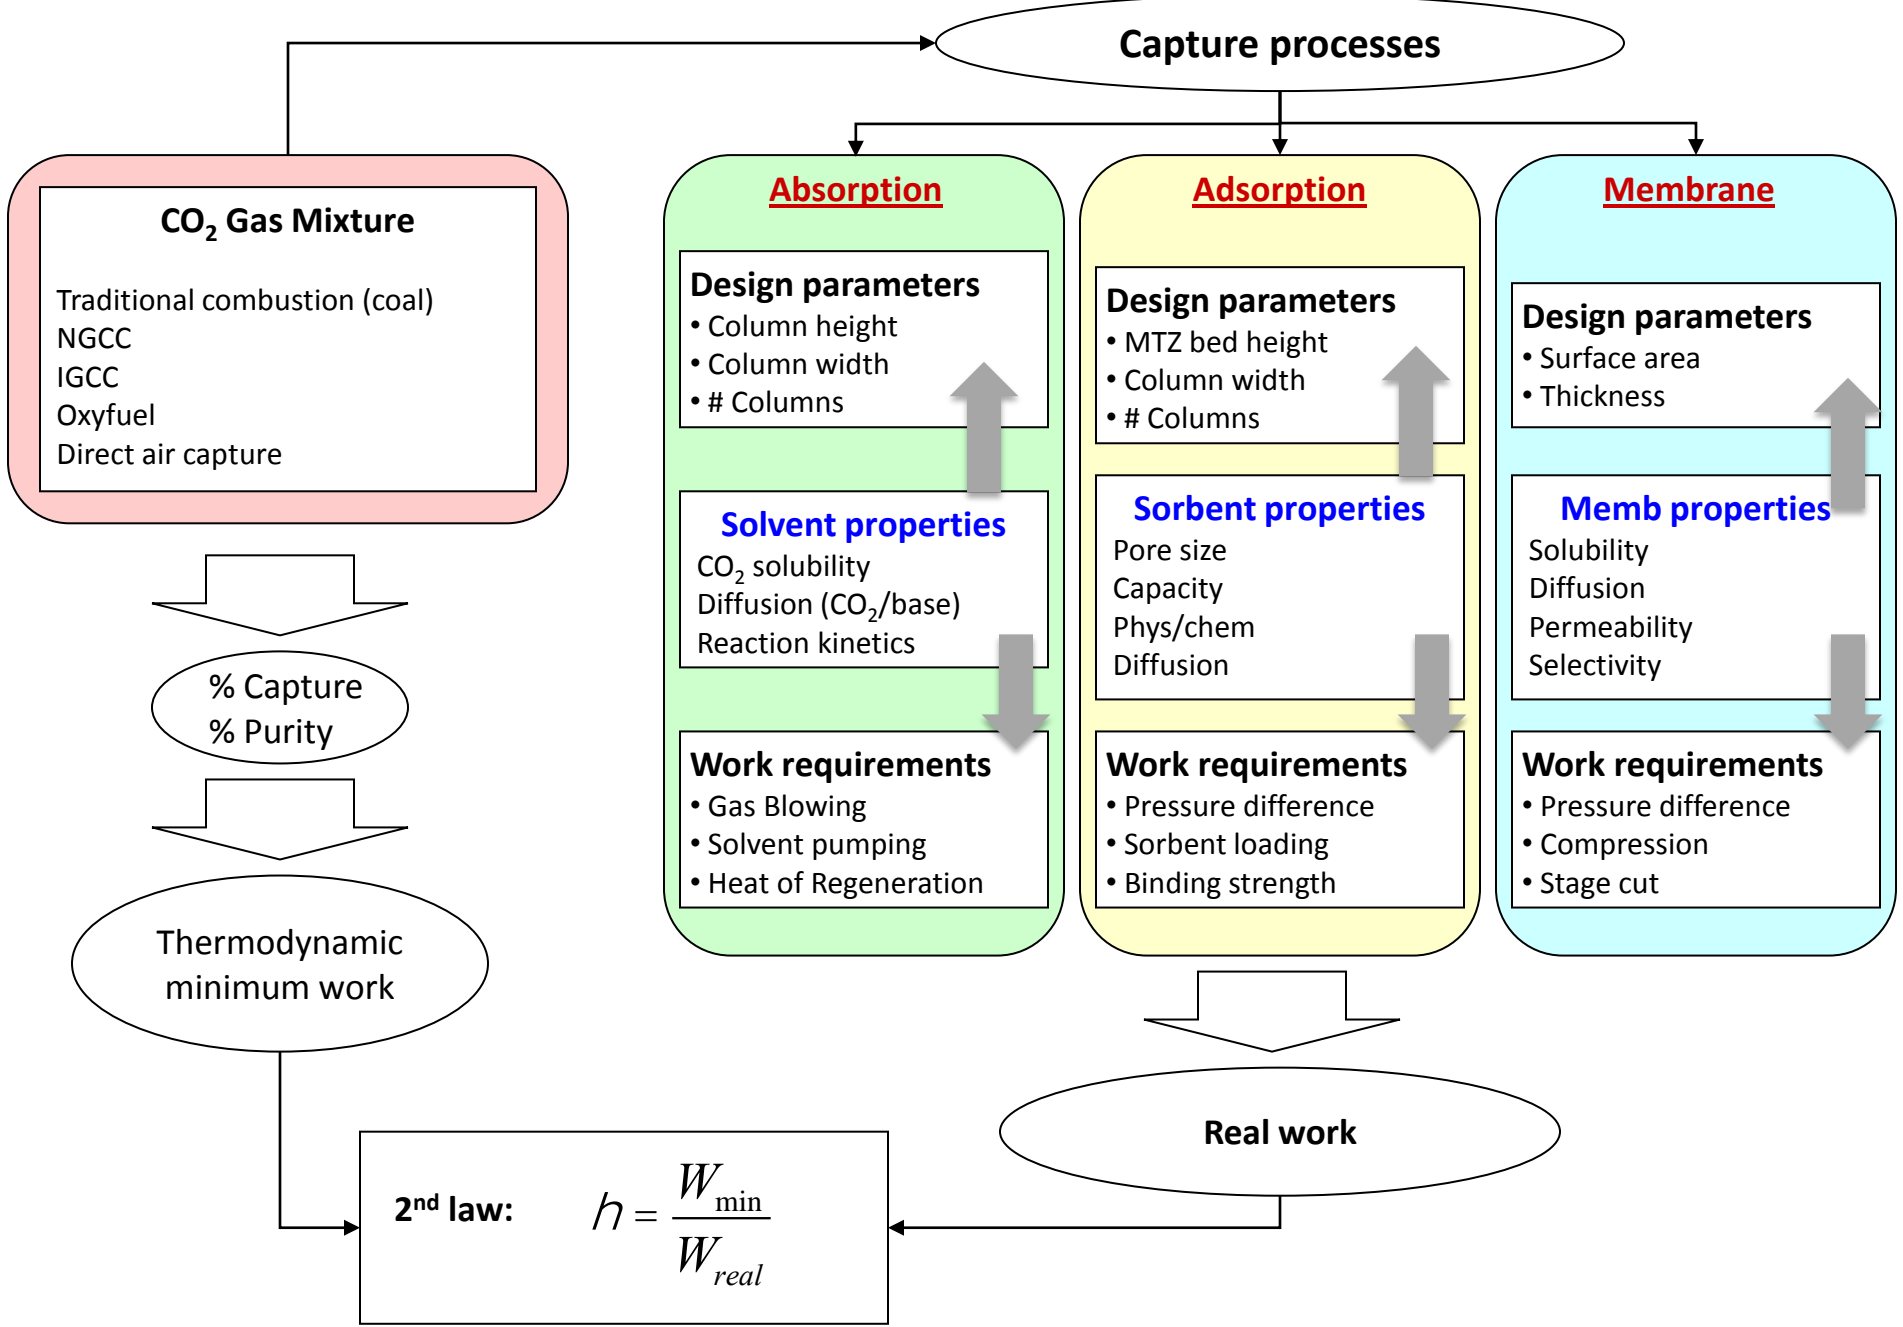 Capture processes
CO₂ Gas Mixture
Traditional combustion (coal)
NGCC
IGCC
Oxyfuel
Direct air capture
% Capture
% Purity
Thermodynamic
minimum work
Absorption
Design parameters
• Column height
• Column width
• # Columns
Solvent properties
CO₂ solubility
Diffusion (CO₂/base)
Reaction kinetics
Work requirements
• Gas Blowing
• Solvent pumping
• Heat of Regeneration
Adsorption
Design parameters
• MTZ bed height
• Column width
• # Columns
Sorbent properties
Pore size
Capacity
Phys/chem
Diffusion
Work requirements
• Pressure difference
• Sorbent loading
• Binding strength
Membrane
Design parameters
• Surface area
• Thickness
Memb properties
Solubility
Diffusion
Permeability
Selectivity
Work requirements
• Pressure difference
• Compression
• Stage cut
Real work
2nd law: h = W_min / W_real